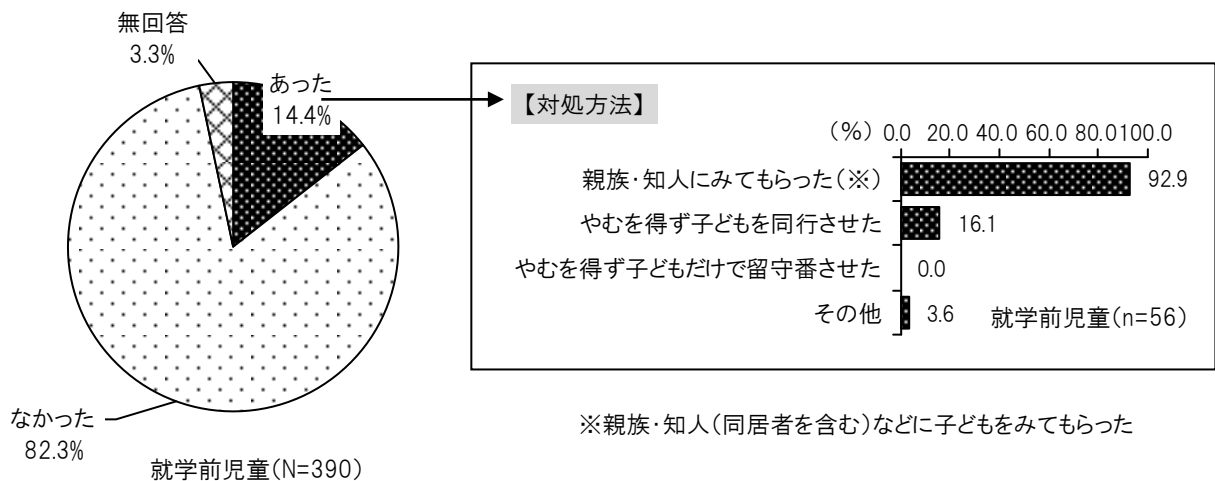 無回答
3.3%
あった
14.4%
なかった
82.3%
就学前児童(N=390)
【対処方法】
(%) 0.0 20.0 40.0 60.0 80.0 100.0
親族・知人にみてもらった(※) 92.9
やむを得ず子どもを同行させた 16.1
やむを得ず子どもだけで留守番させた 0.0
その他 3.6
就学前児童(n=56)
※親族・知人(同居者を含む)などに子どもをみてもらった